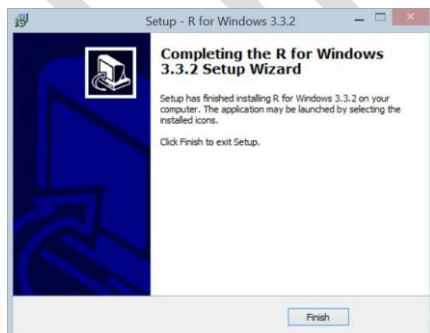 Setup - R for Windows 3.3.2
Completing the R for Windows
3.3.2 Setup Wizard
Setup has finished installing R for Windows 3.3.2 on your
computer. The application may be launched by selecting the
installed icons.
Click Finish to exit Setup.
Finish